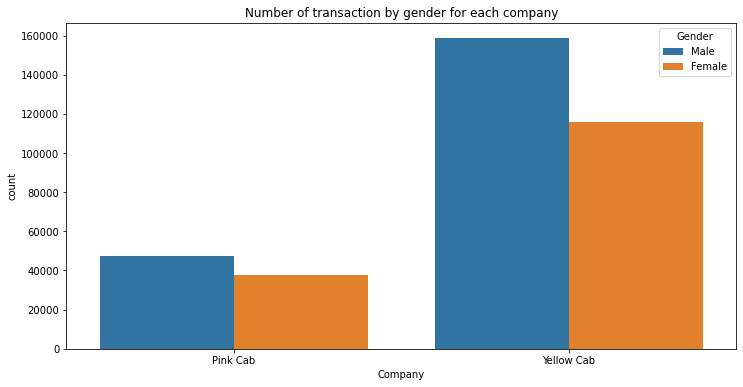 Number of transaction by gender for each company
Gender
Male
Female
160000
140000
120000
100000
80000
60000
40000
20000
0
count
Pink Cab
Yellow Cab
Company